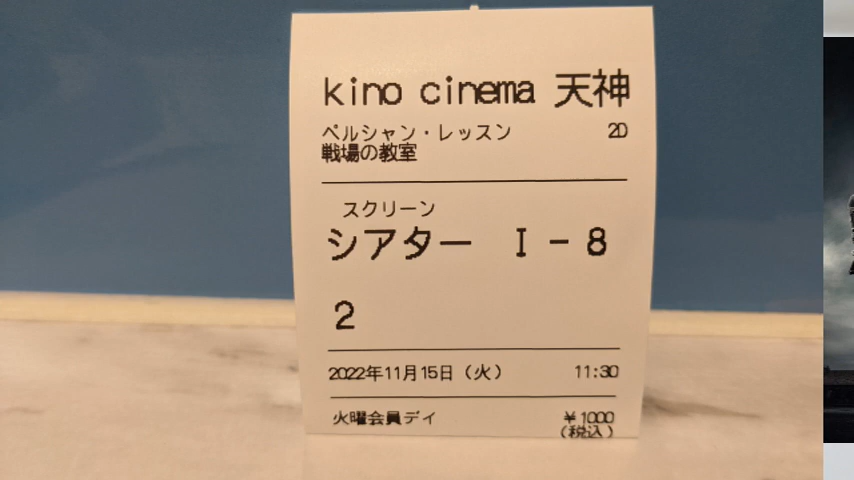 kino cinema 天神
ペルシャン・レッスン 20
戦場の教室
スクリーン
シアター I-8
2
2022年11月15日（火） 11:30
火曜会員デイ ￥1000
（税込）